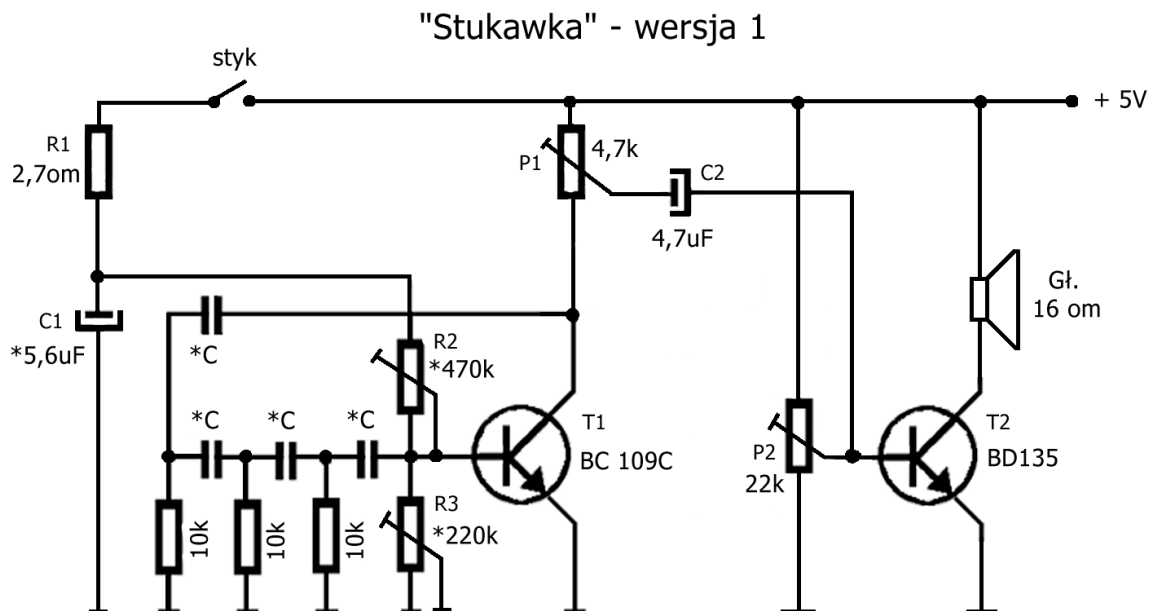 "Stukawka" - wersja 1
styk
+ 5V
R1
2,7om
P1
4,7k
C2
4,7uF
Gł.
16 om
C1
*5,6uF
*C
R2
*470k
*C
*C
*C
T1
BC 109C
P2
22k
T2
BD135
10k
10k
10k
R3
*220k